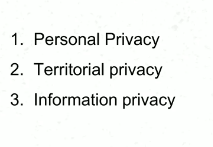 1. Personal Privacy
2. Territorial privacy
3. Information privacy